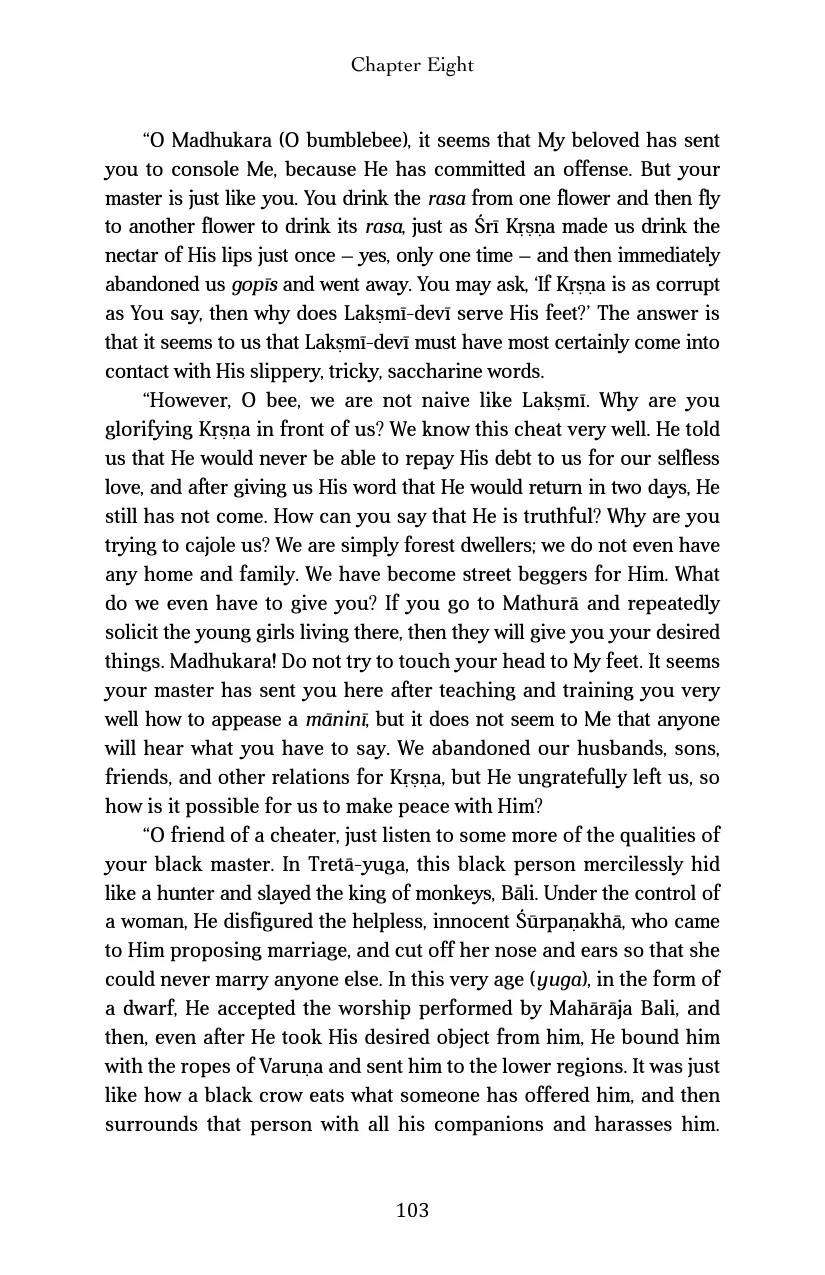 Chapter Eight
“O Madhukara (O bumblebee), it seems that My beloved has sent
you to console Me, because He has committed an offense. But your
master is just like you. You drink the rasa from one flower and then fly
to another flower to drink its rasa, just as Śrī Kṛṣṇa made us drink the
nectar of His lips just once – yes, only one time – and then immediately
abandoned us gopīs and went away. You may ask, ‘If Kṛṣṇa is as corrupt
as You say, then why does Lakṣmī-devī serve His feet?’ The answer is
that it seems to us that Lakṣmī-devī must have most certainly come into
contact with His slippery, tricky, saccharine words.
“However, O bee, we are not naive like Lakṣmī. Why are you
glorifying Kṛṣṇa in front of us? We know this cheat very well. He told
us that He would never be able to repay His debt to us for our selfless
love, and after giving us His word that He would return in two days, He
still has not come. How can you say that He is truthful? Why are you
trying to cajole us? We are simply forest dwellers; we do not even have
any home and family. We have become street beggers for Him. What
do we even have to give you? If you go to Mathurā and repeatedly
solicit the young girls living there, then they will give you your desired
things. Madhukara! Do not try to touch your head to My feet. It seems
your master has sent you here after teaching and training you very
well how to appease a māninī, but it does not seem to Me that anyone
will hear what you have to say. We abandoned our husbands, sons,
friends, and other relations for Kṛṣṇa, but He ungratefully left us, so
how is it possible for us to make peace with Him?
“O friend of a cheater, just listen to some more of the qualities of
your black master. In Tretā-yuga, this black person mercilessly hid
like a hunter and slayed the king of monkeys, Bāli. Under the control of
a woman, He disfigured the helpless, innocent Śūrpaṇakhā, who came
to Him proposing marriage, and cut off her nose and ears so that she
could never marry anyone else. In this very age (yuga), in the form of
a dwarf, He accepted the worship performed by Mahārāja Bali, and
then, even after He took His desired object from him, He bound him
with the ropes of Varuṇa and sent him to the lower regions. It was just
like how a black crow eats what someone has offered him, and then
surrounds that person with all his companions and harasses him.
103